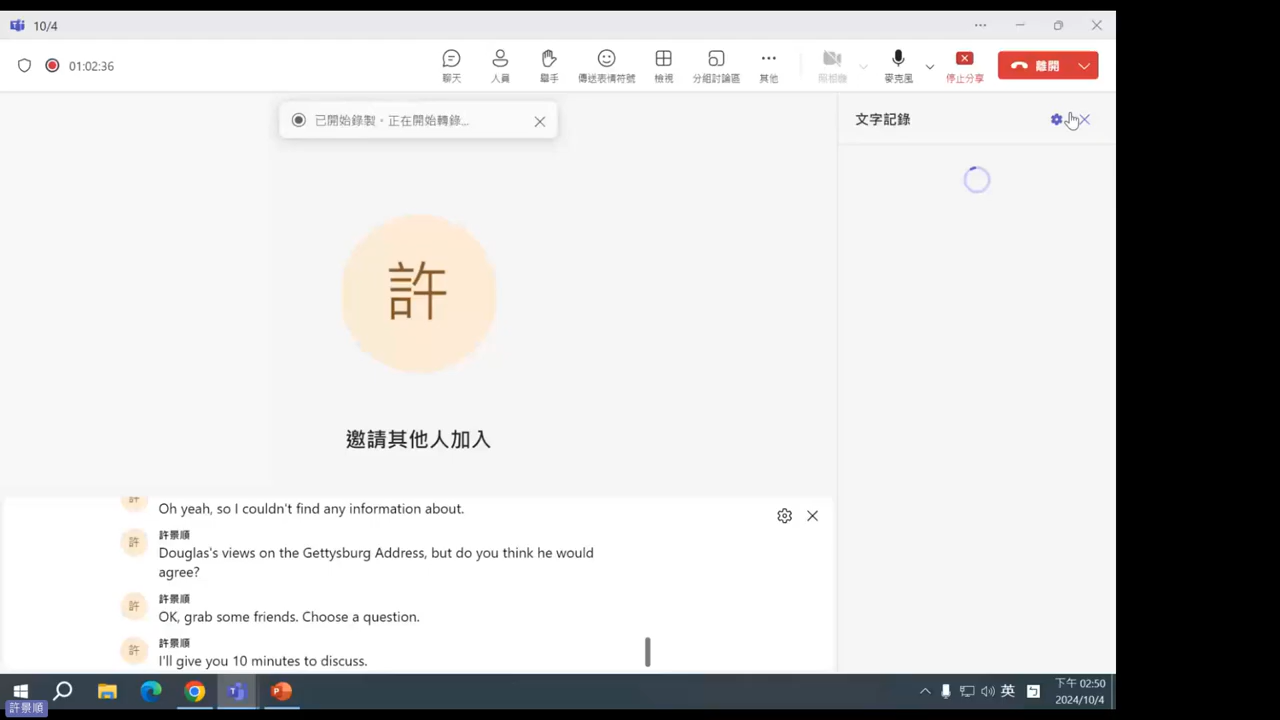 10/4
01:02:36
聊天
人員
舉手
傳送表情符號
檢視
分組討論區
其他
照相機
麥克風
停止分享
離開
已開始錄製。正在開始轉錄...
文字記錄
許
邀請其他人加入
許
Oh yeah, so I couldn't find any information about.
許景順
許
Douglas's views on the Gettysburg Address, but do you think he would
agree?
許景順
許
OK, grab some friends. Choose a question.
許景順
許
I'll give you 10 minutes to discuss.
英
下午 02:50
2024/10/4
許景順